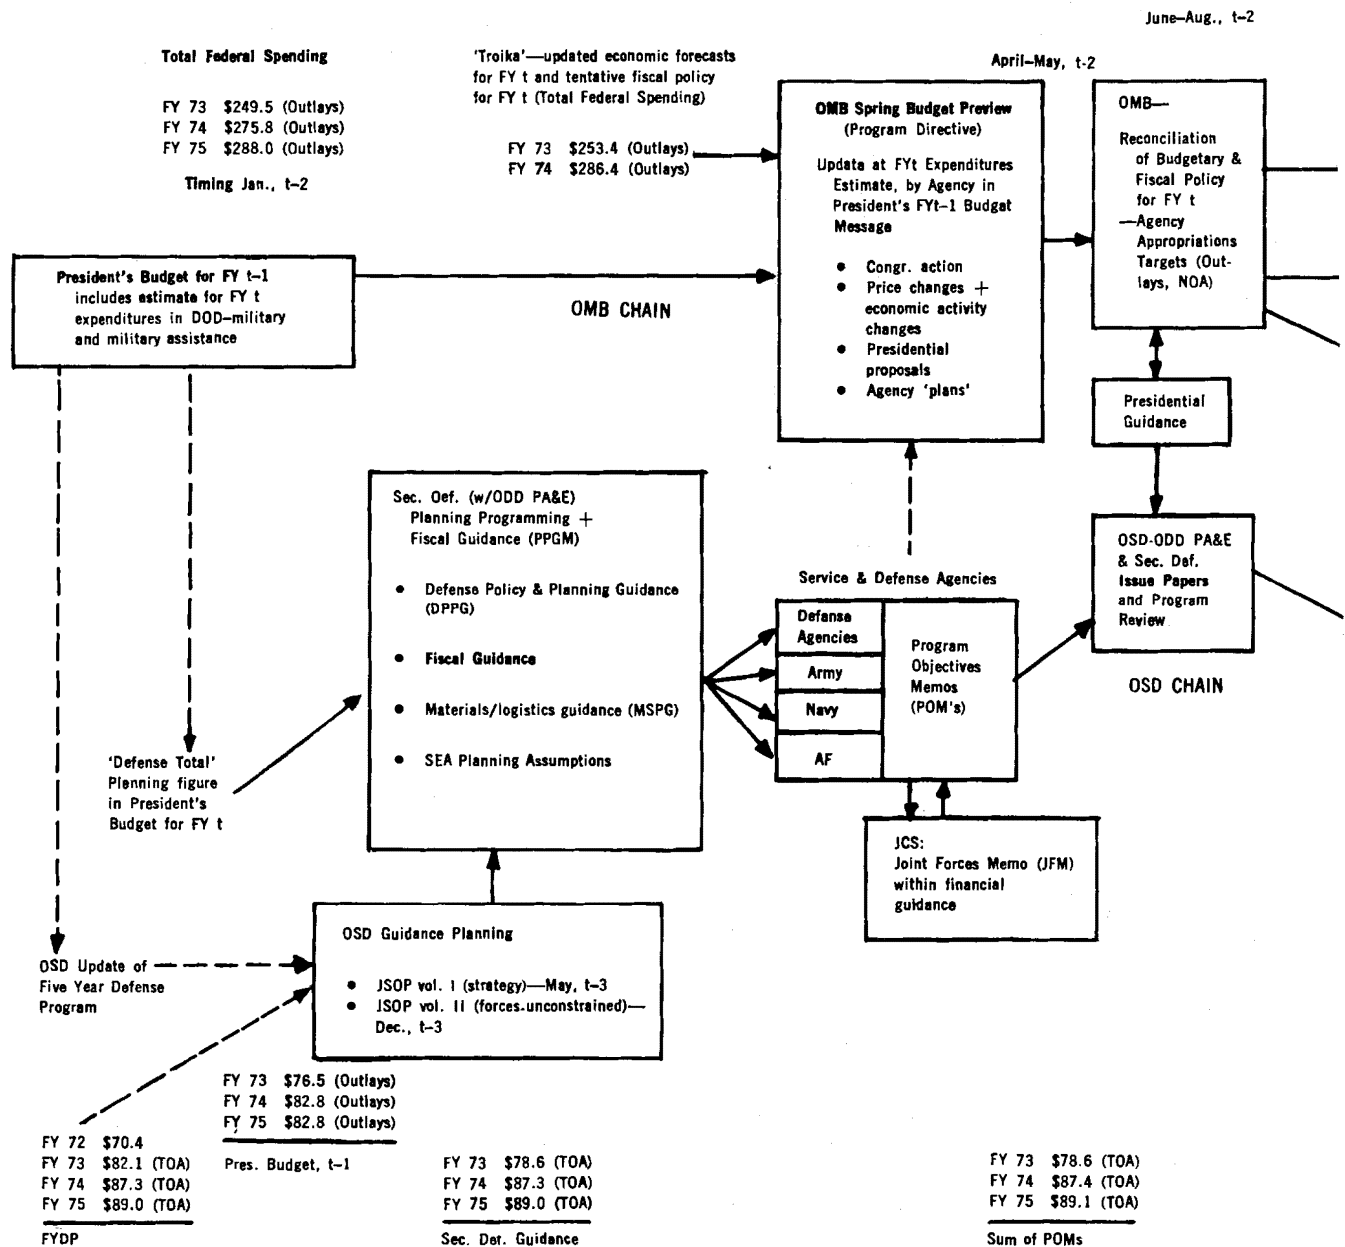 June–Aug., t–2
Total Federal Spending
FY 73 $249.5 (Outlays)
FY 74 $275.8 (Outlays)
FY 75 $288.0 (Outlays)
Timing Jan., t–2
'Troika'—updated economic forecasts
for FY t and tentative fiscal policy
for FY t (Total Federal Spending)
FY 73 $253.4 (Outlays)
FY 74 $286.4 (Outlays)
April–May, t-2
OMB Spring Budget Preview
(Program Directive)
Updata at FYt Expenditures
Estimate, by Agency in
President's FYt–1 Budgat
Message
● Congr. action
● Price changes +
economic activity
changes
● Presidential
proposals
● Agency 'plans'
OMB—
Reconciliation
of Budgetary &
Fiscal Policy
for FY t
—Agency
Appropriations
Targets (Out-
lays, NOA)
President's Budget for FY t–1
includes estimate for FY t
expenditures in DOD–military
and military assistance
OMB CHAIN
Presidential
Guidance
Sec. Oef. (w/ODD PA&E)
Planning Programming +
Fiscal Guidance (PPGM)
● Defense Policy & Planning Guidance
(DPPG)
● Fiscal Guidance
● Materials/logistics guidance (MSPG)
● SEA Planning Assumptions
Service & Defense Agencies
Defansa
Agencies
Army
Navy
AF
Program
Objectives
Memos
(POM's)
OSD-ODD PA&E
& Sec. Daf.
Issue Papers
and Program
Review
OSD CHAIN
'Defansa Total'
Planning figure
in President's
Budget for FY t
JCS:
Joint Forces Memo (JFM)
within financial
guidance
OSD Update of
Five Year Defense
Program
OSD Guidance Planning
● JSOP vol. I (strategy)—May, t–3
● JSOP vol. II (forces-unconstrained)—
Dec., t–3
FY 73 $76.5 (Outlays)
FY 74 $82.8 (Outlays)
FY 75 $82.8 (Outlays)
Pres. Budget, t–1
FY 72 $70.4
FY 73 $82.1 (TOA)
FY 74 $87.3 (TOA)
FY 75 $89.0 (TOA)
FYDP
FY 73 $78.6 (TOA)
FY 74 $87.3 (TOA)
FY 75 $89.0 (TOA)
Sec. Der. Guidance
FY 73 $78.6 (TOA)
FY 74 $87.4 (TOA)
FY 75 $89.1 (TOA)
Sum of POMs